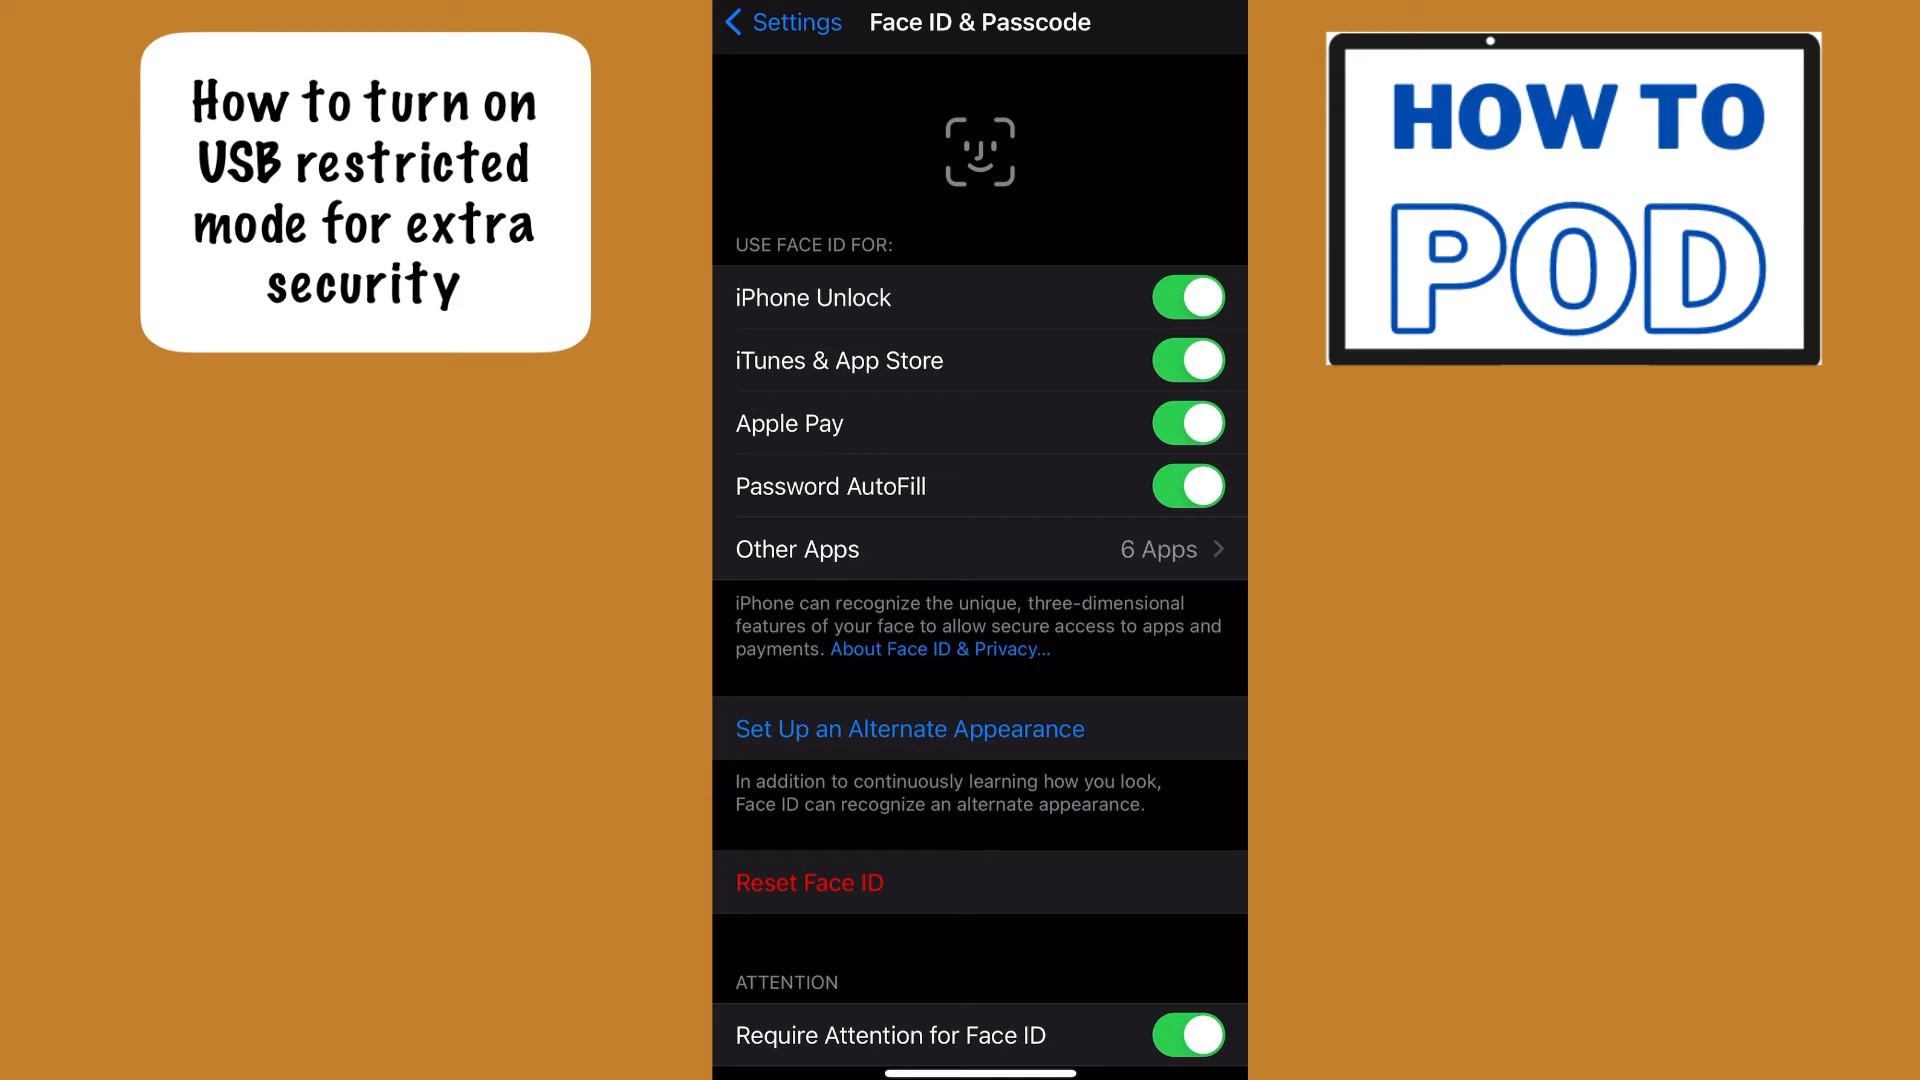 How to turn on
USB restricted
mode for extra
security
Settings
Face ID & Passcode
USE FACE ID FOR:
iPhone Unlock
iTunes & App Store
Apple Pay
Password AutoFill
Other Apps
6 Apps
iPhone can recognize the unique, three-dimensional
features of your face to allow secure access to apps and
payments. About Face ID & Privacy...
Set Up an Alternate Appearance
In addition to continuously learning how you look,
Face ID can recognize an alternate appearance.
Reset Face ID
ATTENTION
Require Attention for Face ID
HOW TO
POD